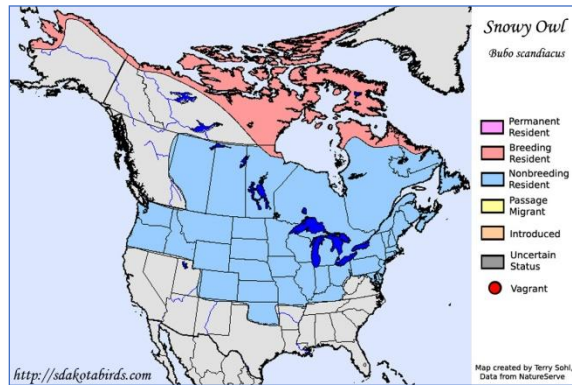 Snowy Owl
Bubo scandiacus
Permanent
Resident
Breeding
Resident
Nonbreeding
Resident
Passage
Migrant
Introduced
Uncertain
Status
Vagrant
http://sdakotabirds.com
Map created by Terry Sohl,
Data from NatureServe